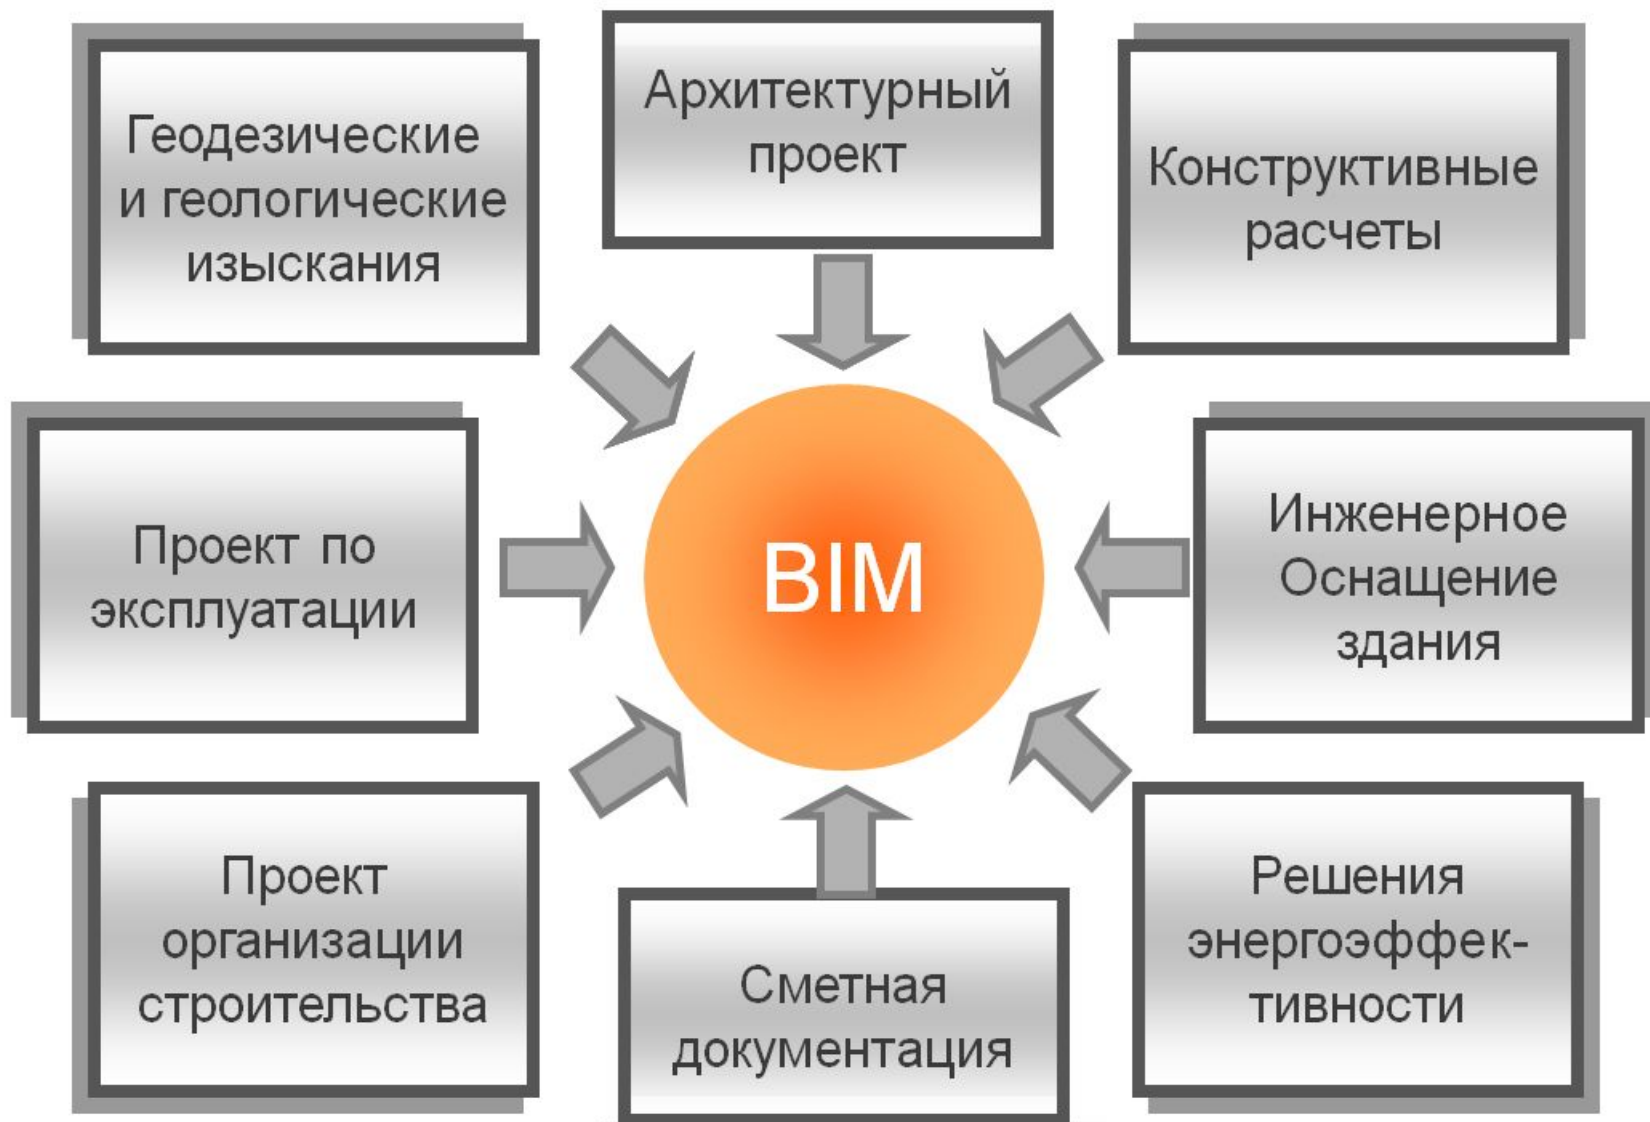 Геодезические
и геологические
изыскания
Архитектурный
проект
Конструктивные
расчеты
Проект по
эксплуатации
BIM
Инженерное
Оснащение
здания
Проект
организации
строительства
Сметная
документация
Решения
энергоэффек-
тивности